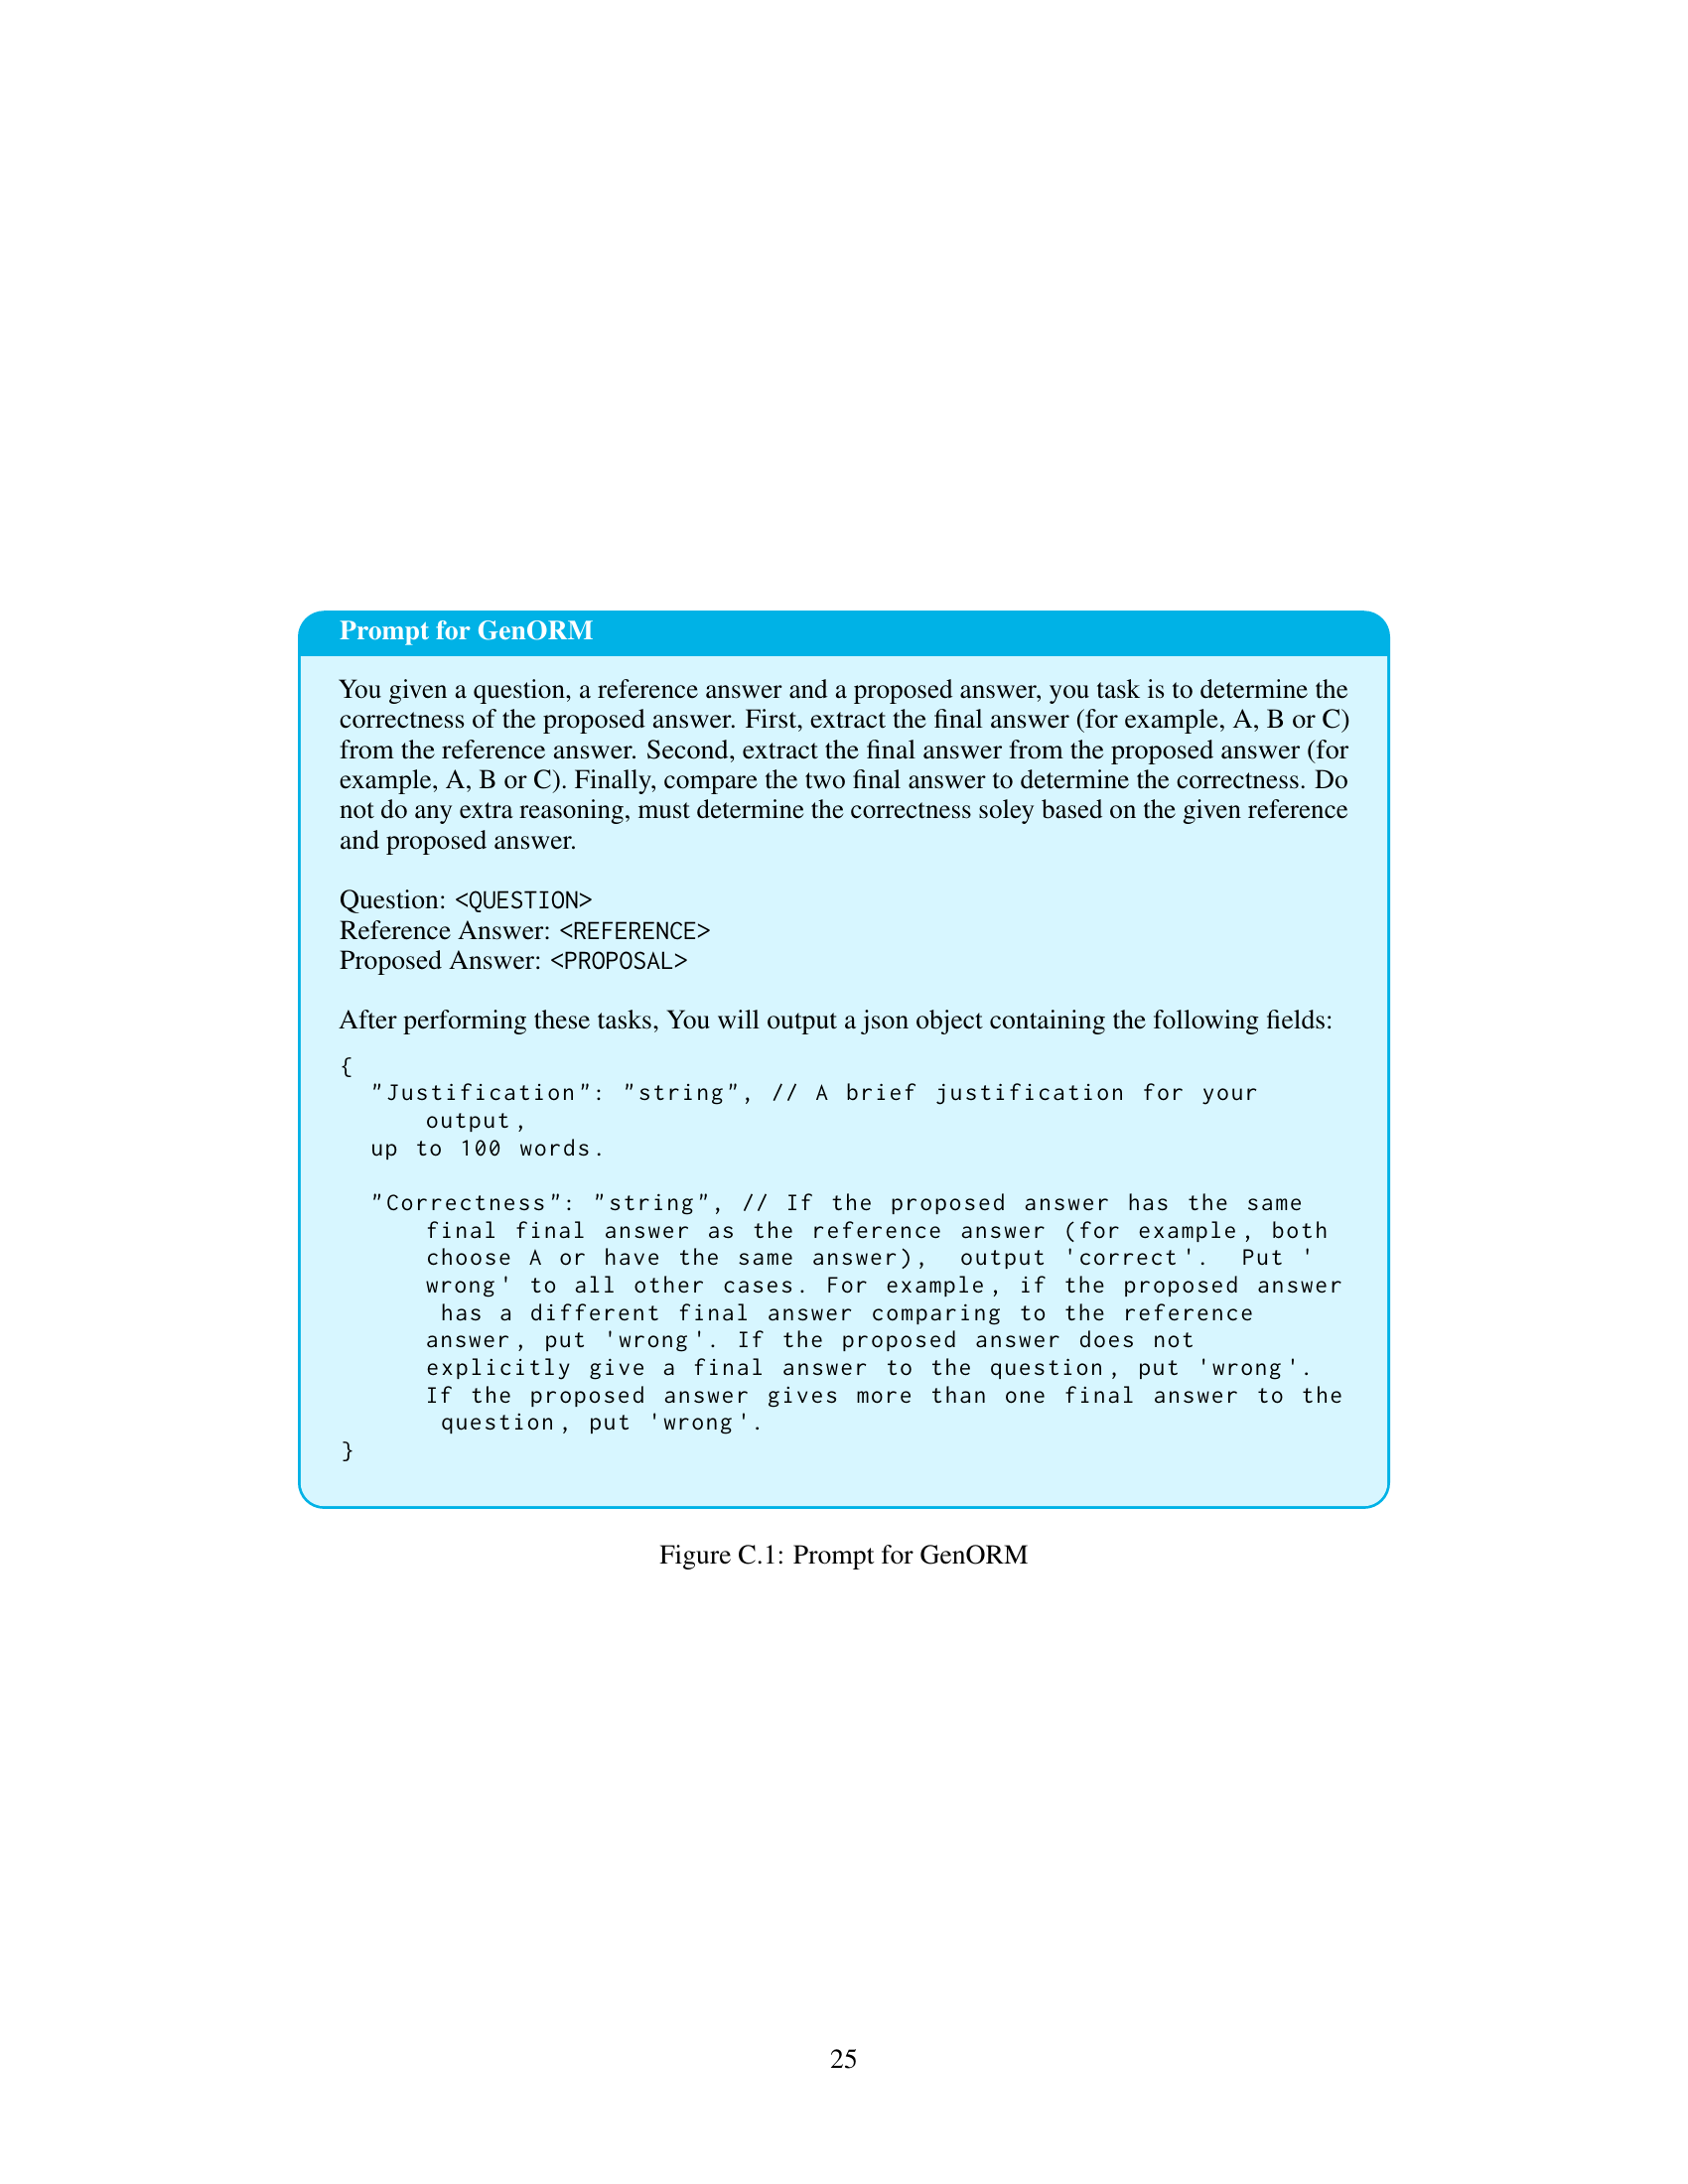 Prompt for GenORM
You given a question, a reference answer and a proposed answer, you task is to determine the
correctness of the proposed answer. First, extract the final answer (for example, A, B or C)
from the reference answer. Second, extract the final answer from the proposed answer (for
example, A, B or C). Finally, compare the two final answer to determine the correctness. Do
not do any extra reasoning, must determine the correctness soley based on the given reference
and proposed answer.
Question: <QUESTION>
Reference Answer: <REFERENCE>
Proposed Answer: <PROPOSAL>
After performing these tasks, You will output a json object containing the following fields:
{
"Justification": "string", // A brief justification for your
output,
up to 100 words.
"Correctness": "string", // If the proposed answer has the same
final final answer as the reference answer (for example, both
choose A or have the same answer), output 'correct'. Put '
wrong' to all other cases. For example, if the proposed answer
has a different final answer comparing to the reference
answer, put 'wrong'. If the proposed answer does not
explicitly give a final answer to the question, put 'wrong'.
If the proposed answer gives more than one final answer to the
question, put 'wrong'.
}
Figure C.1: Prompt for GenORM
25